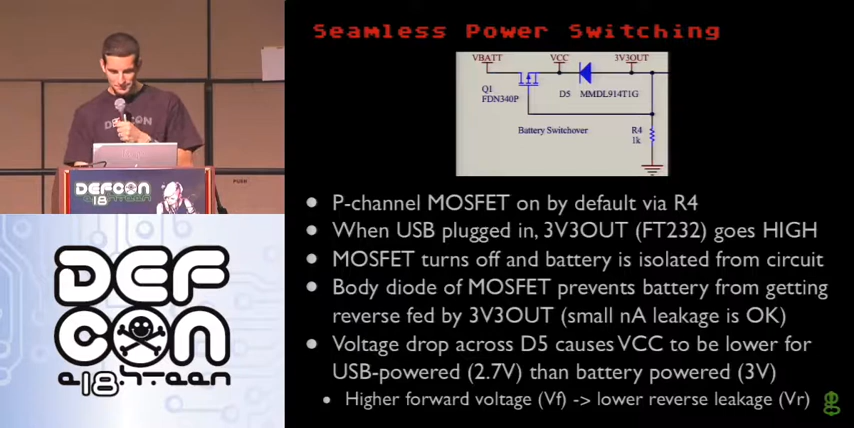 Seamless Power Switching
VBATT
VCC
3V3OUT
Q1
FDN340P
D5 MMDL914T1G
Battery Switchover
R4
1k
P-channel MOSFET on by default via R4
When USB plugged in, 3V3OUT (FT232) goes HIGH
MOSFET turns off and battery is isolated from circuit
Body diode of MOSFET prevents battery from getting
reverse fed by 3V3OUT (small nA leakage is OK)
Voltage drop across D5 causes VCC to be lower for
USB-powered (2.7V) than battery powered (3V)
Higher forward voltage (Vf) -> lower reverse leakage (Vr)
DEFCON
DEFCON
18
DEF
CON